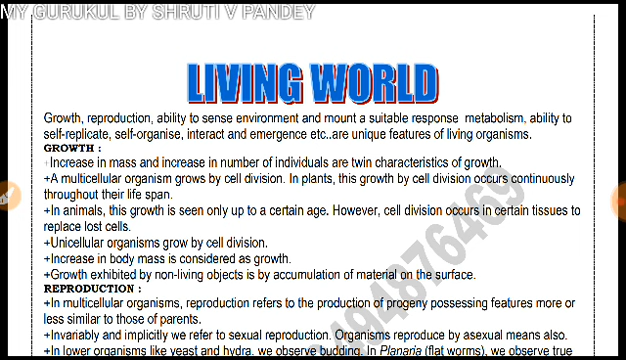 MY GURUKUL BY SHRUTI V PANDEY
LIVING WORLD
Growth, reproduction, ability to sense environment and mount a suitable response metabolism, ability to
self-replicate, self-organise, interact and emergence etc..are unique features of living organisms.
GROWTH :
+Increase in mass and increase in number of individuals are twin characteristics of growth.
+A multicellular organism grows by cell division. In plants, this growth by cell division occurs continuously
throughout their life span.
+In animals, this growth is seen only up to a certain age. However, cell division occurs in certain tissues to
replace lost cells.
+Unicellular organisms grow by cell division.
+Increase in body mass is considered as growth.
+Growth exhibited by non-living objects is by accumulation of material on the surface.
REPRODUCTION :
+In multicellular organisms, reproduction refers to the production of progeny possessing features more or
less similar to those of parents.
+Invariably and implicitly we refer to sexual reproduction. Organisms reproduce by asexual means also.
+In lower organisms like yeast and hydra, we observe budding. In Planaria (flat worms), we observe true